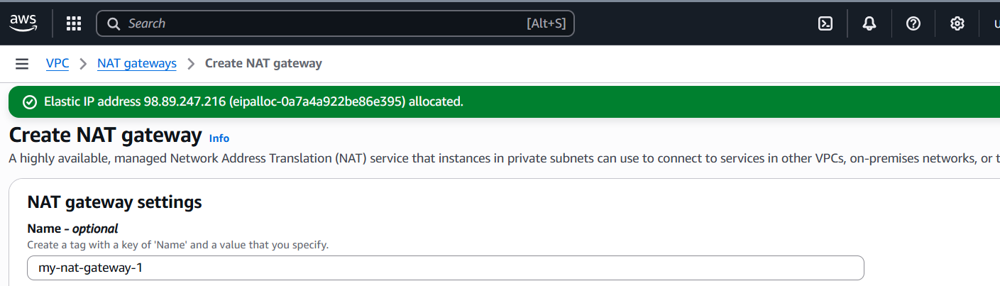 aws
Search [Alt+S]
VPC > NAT gateways > Create NAT gateway
Elastic IP address 98.89.247.216 (eipalloc-0a7a4a922be86e395) allocated.
Create NAT gateway Info
A highly available, managed Network Address Translation (NAT) service that instances in private subnets can use to connect to services in other VPCs, on-premises networks, or
NAT gateway settings
Name - optional
Create a tag with a key of 'Name' and a value that you specify.
my-nat-gateway-1